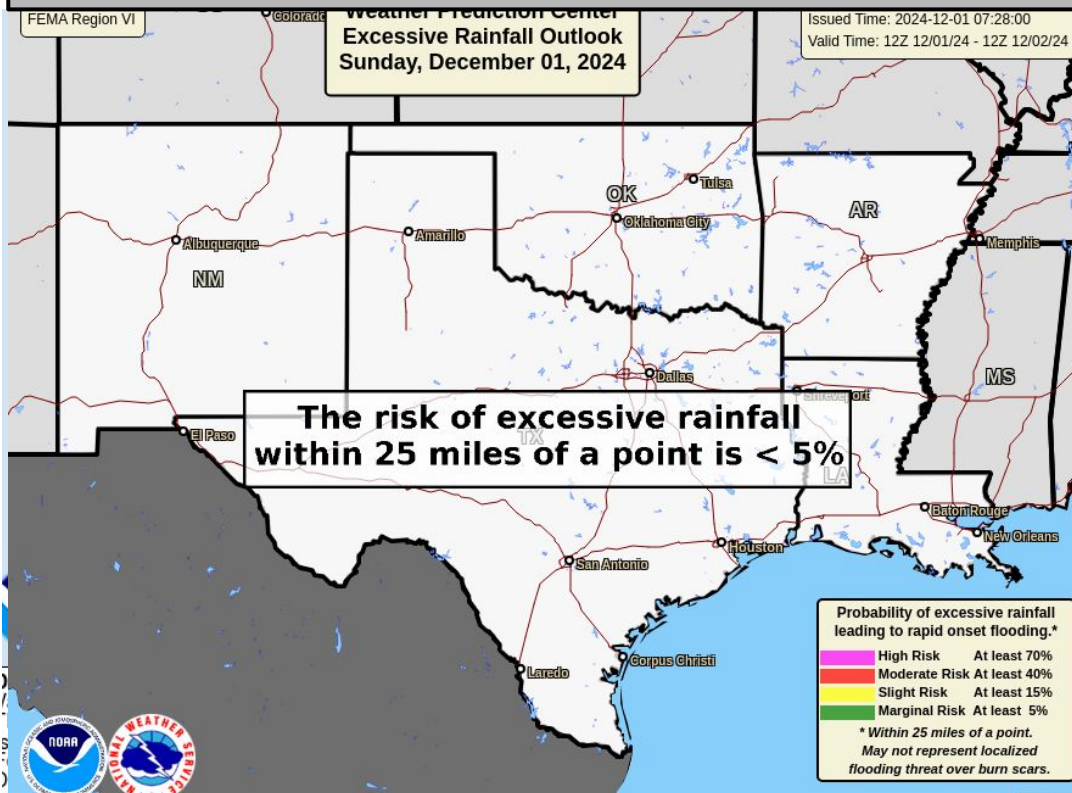 FEMA Region VI
Weather Prediction Center
Excessive Rainfall Outlook
Sunday, December 01, 2024
Issued Time: 2024-12-01 07:28:00
Valid Time: 12Z 12/01/24 - 12Z 12/02/24
Colorado
OK
Tulsa
Oklahoma City
AR
Amarillo
Albuquerque
Memphis
NM
Dallas
MS
Shreveport
The risk of excessive rainfall
within 25 miles of a point is < 5%
El Paso
TX
LA
Baton Rouge
New Orleans
Houston
San Antonio
Corpus Christi
Laredo
Probability of excessive rainfall
leading to rapid onset flooding.*
High Risk At least 70%
Moderate Risk At least 40%
Slight Risk At least 15%
Marginal Risk At least 5%
* Within 25 miles of a point.
May not represent localized
flooding threat over burn scars.
NOAA
NATIONAL WEATHER SERVICE